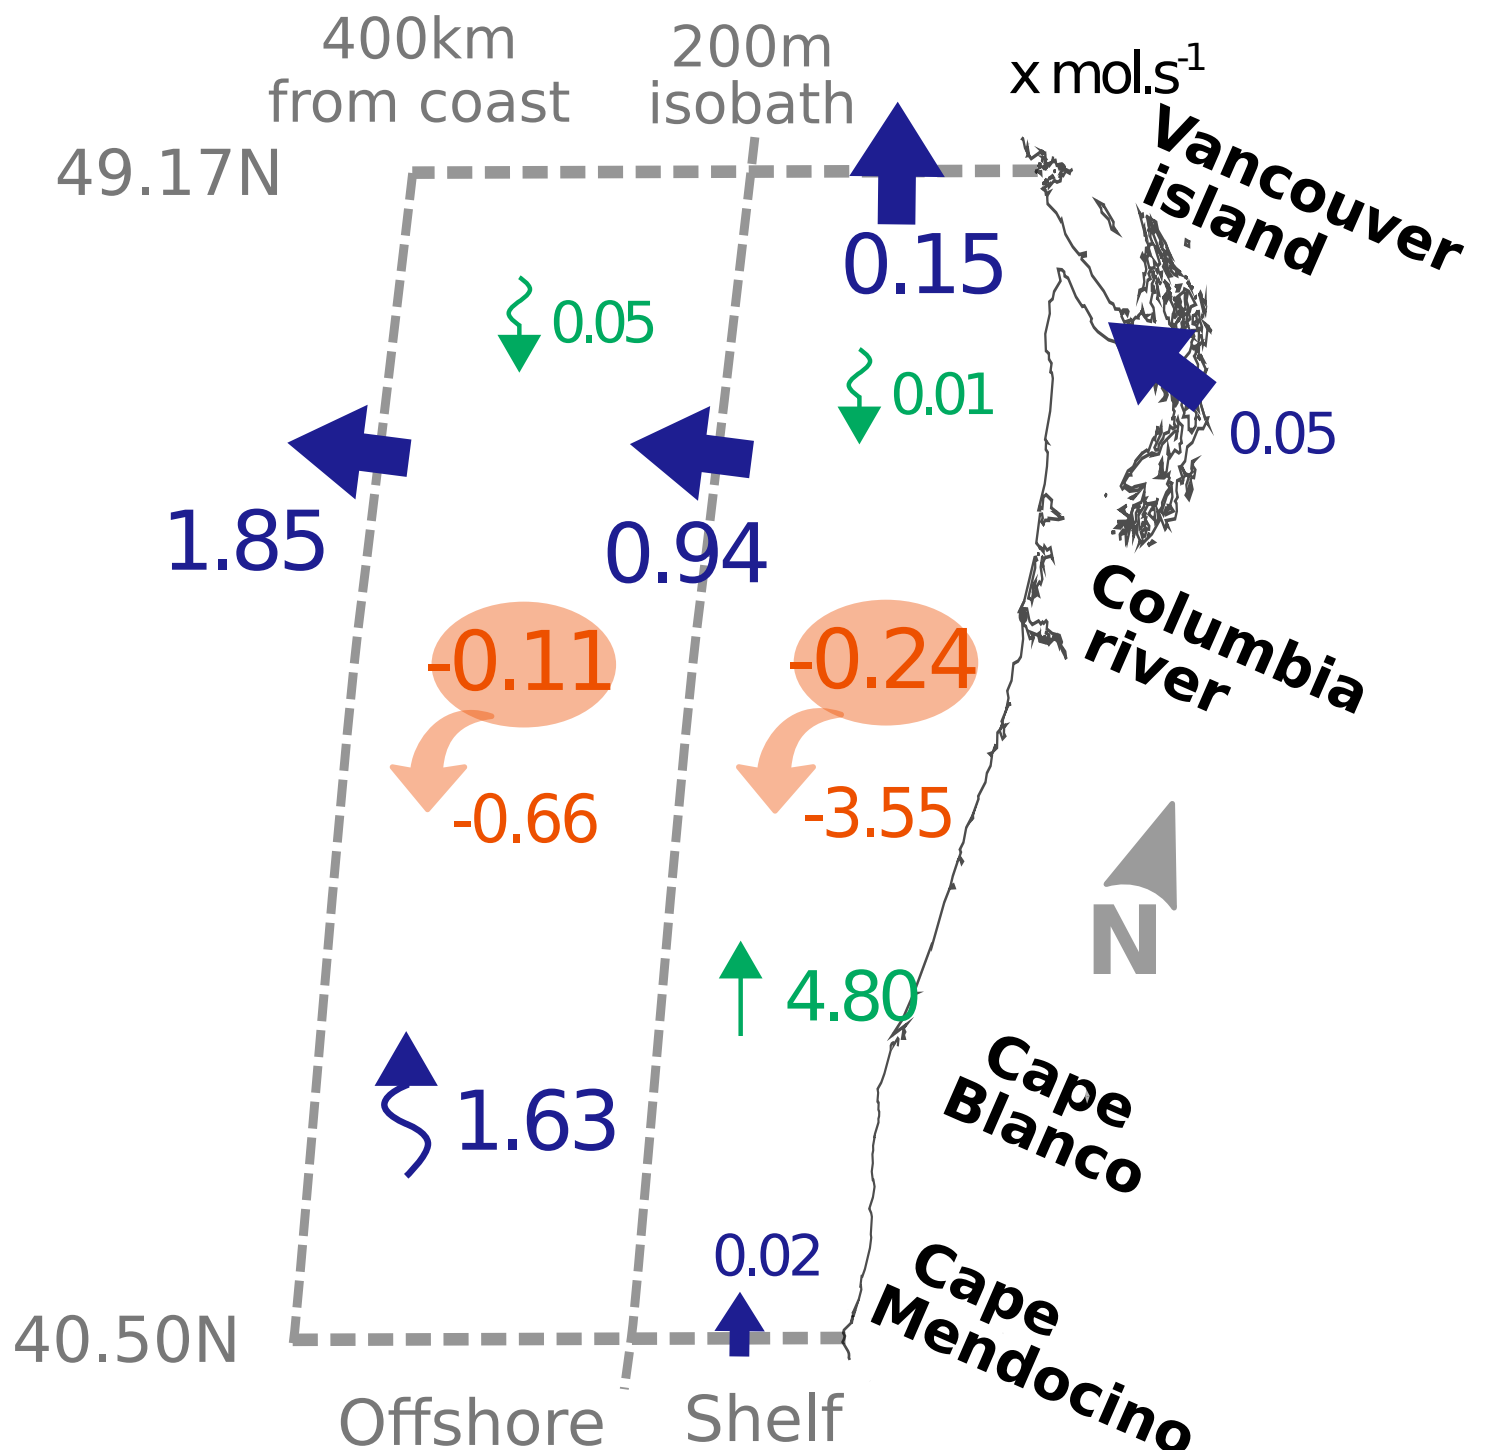 400km
from coast
200m
isobath
x mol.s-1
49.17N
Vancouver
island
0.15
0.05
0.01
0.05
1.85
0.94
-0.11
-0.24
Columbia
river
-0.66
-3.55
N
4.80
Cape
Blanco
1.63
0.02
Cape
Mendocino
40.50N
Offshore
Shelf